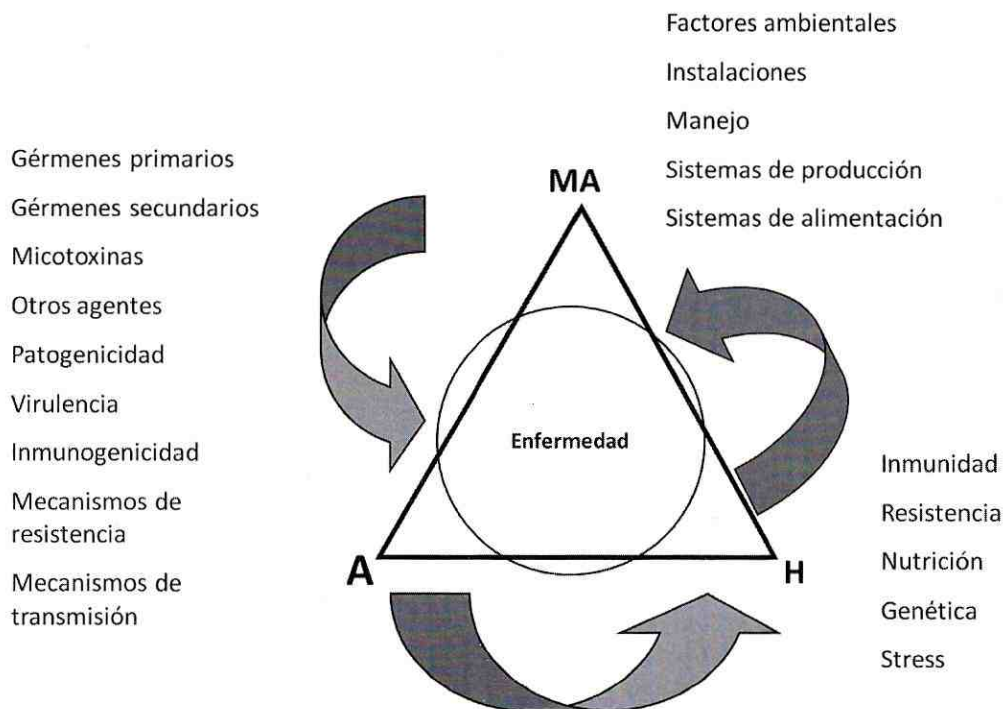 Factores ambientales
Instalaciones
Manejo
Sistemas de producción
Sistemas de alimentación
Gérmenes primarios
Gérmenes secundarios
Micotoxinas
Otros agentes
Patogenicidad
Virulencia
Inmunogenicidad
Mecanismos de
resistencia
Mecanismos de
transmisión
MA
Enfermedad
A
H
Inmunidad
Resistencia
Nutrición
Genética
Stress